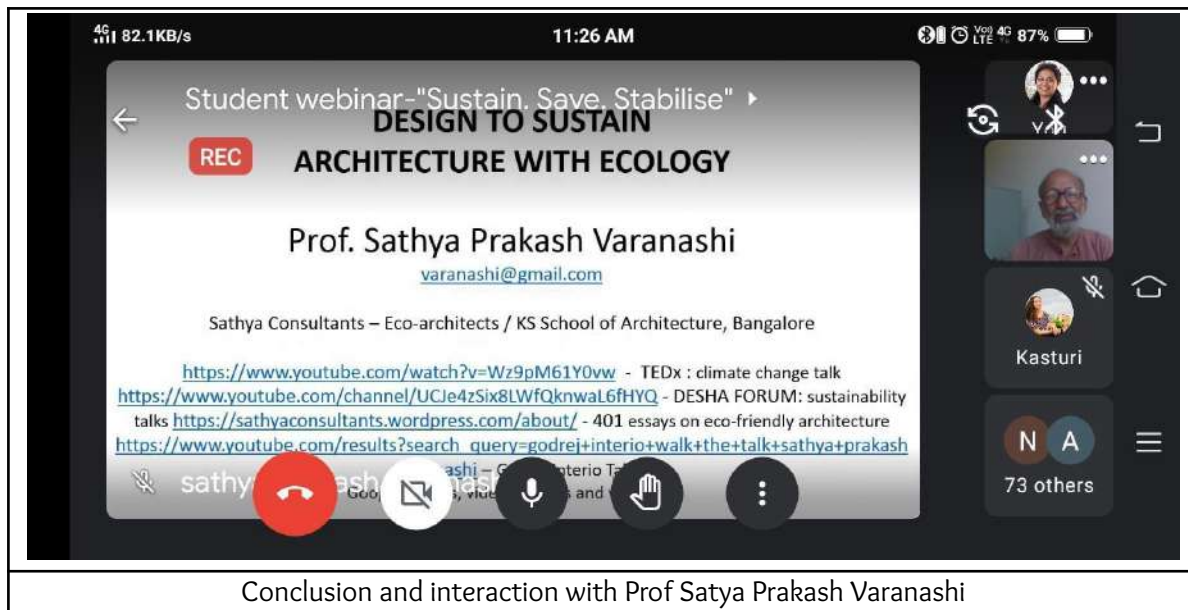 4G 82.1KB/s 11:26 AM Vo) LTE 4G 87%
Student webinar-"Sustain. Save. Stabilise"
DESIGN TO SUSTAIN
REC ARCHITECTURE WITH ECOLOGY
Prof. Sathya Prakash Varanashi
varanashi@gmail.com
Sathya Consultants – Eco-architects / KS School of Architecture, Bangalore
https://www.youtube.com/watch?v=Wz9pM61Y0vw - TEDx : climate change talk
https://www.youtube.com/channel/UCJe4zSix8LWfQknwaL6fHYQ - DESHA FORUM: sustainability
talks https://sathyaconsultants.wordpress.com/about/ - 401 essays on eco-friendly architecture
https://www.youtube.com/results?search_query=godrej+interio+walk+the+talk+sathya+prakash
and
Kasturi
N A
73 others
Conclusion and interaction with Prof Satya Prakash Varanashi